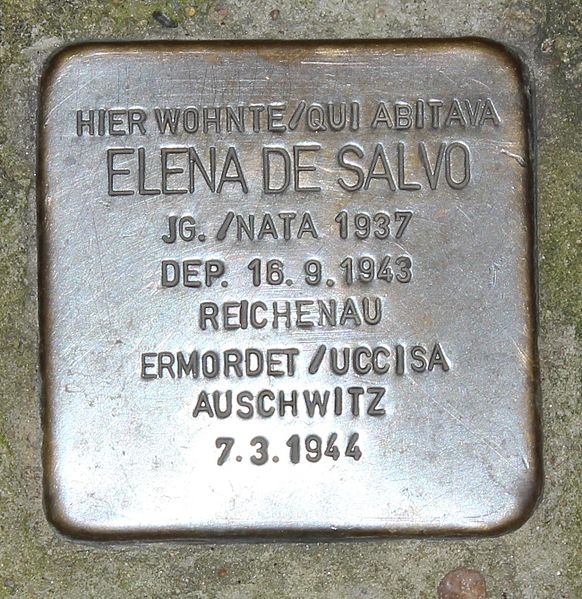 HIER WOHNTE/QUI ABITAVA
ELENA DE SALVO
JG. /NATA 1937
DEP. 16.9.1943
REICHENAU
ERMORDET/UCCISA
AUSCHWITZ
7.3.1944